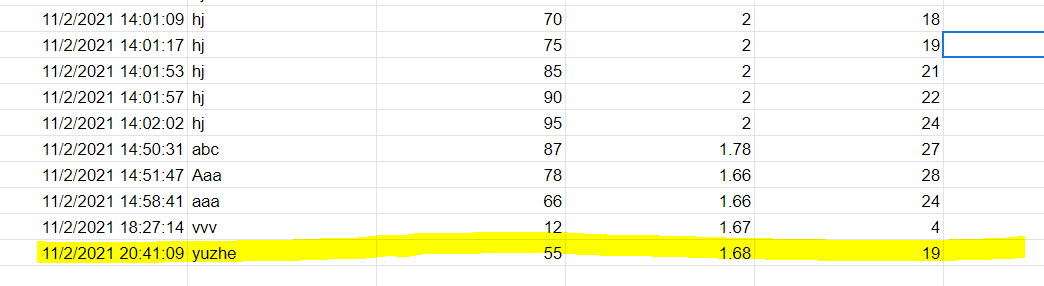 11/2/2021 14:01:09 hj 70 2 18
11/2/2021 14:01:17 hj 75 2 19
11/2/2021 14:01:53 hj 85 2 21
11/2/2021 14:01:57 hj 90 2 22
11/2/2021 14:02:02 hj 95 2 24
11/2/2021 14:50:31 abc 87 1.78 27
11/2/2021 14:51:47 Aaa 78 1.66 28
11/2/2021 14:58:41 aaa 66 1.66 24
11/2/2021 18:27:14 vvv 12 1.67 4
11/2/2021 20:41:09 yuzhe 55 1.68 19